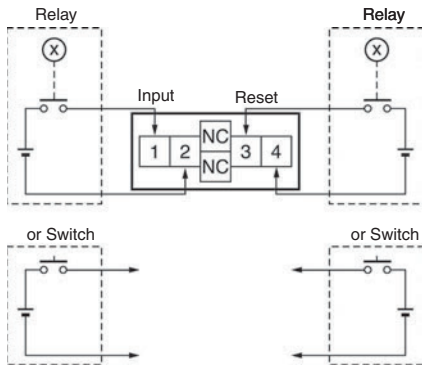 Relay Relay
X X
Input Reset
NC
1 2 3 4
NC
or Switch or Switch